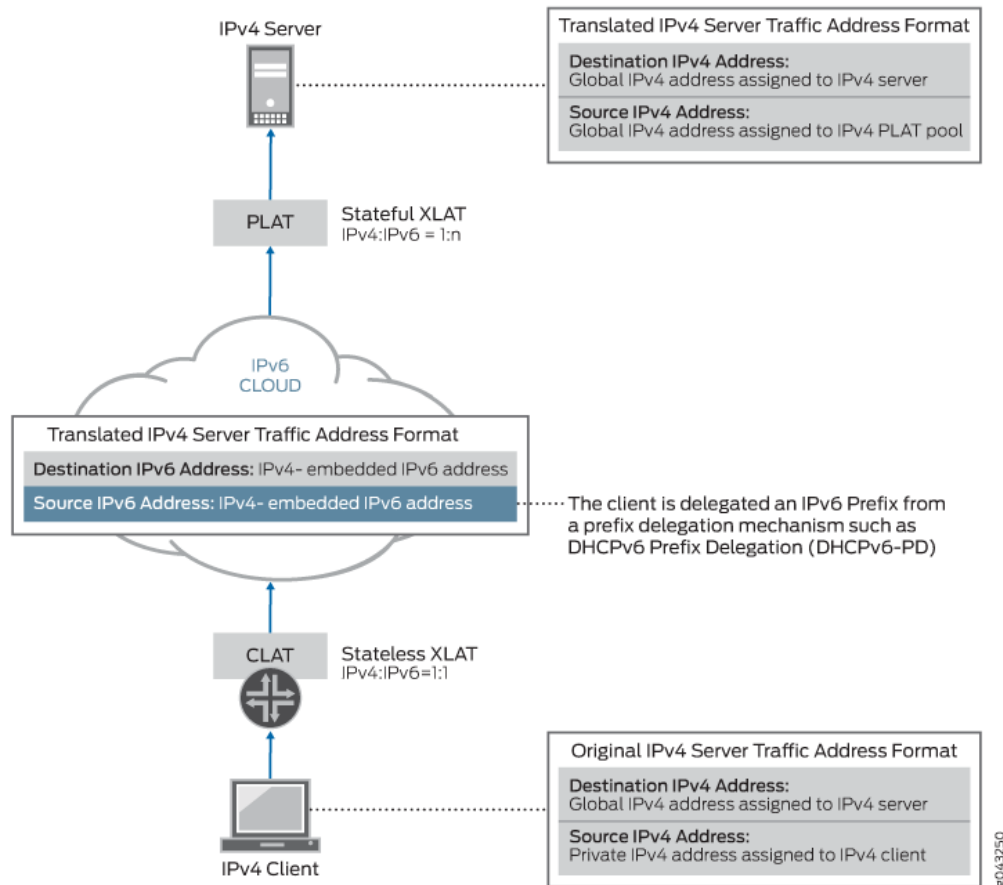 IPv4 Server
Translated IPv4 Server Traffic Address Format
Destination IPv4 Address:
Global IPv4 address assigned to IPv4 server
Source IPv4 Address:
Global IPv4 address assigned to IPv4 PLAT pool
PLAT
Stateful XLAT
IPv4:IPv6 = 1:n
IPv6
CLOUD
Translated IPv4 Server Traffic Address Format
Destination IPv6 Address: IPv4- embedded IPv6 address
Source IPv6 Address: IPv4- embedded IPv6 address
The client is delegated an IPv6 Prefix from
a prefix delegation mechanism such as
DHCPv6 Prefix Delegation (DHCPv6-PD)
CLAT
Stateless XLAT
IPv4:IPv6=1:1
Original IPv4 Server Traffic Address Format
Destination IPv4 Address:
Global IPv4 address assigned to IPv4 server
Source IPv4 Address:
Private IPv4 address assigned to IPv4 client
IPv4 Client
g043250